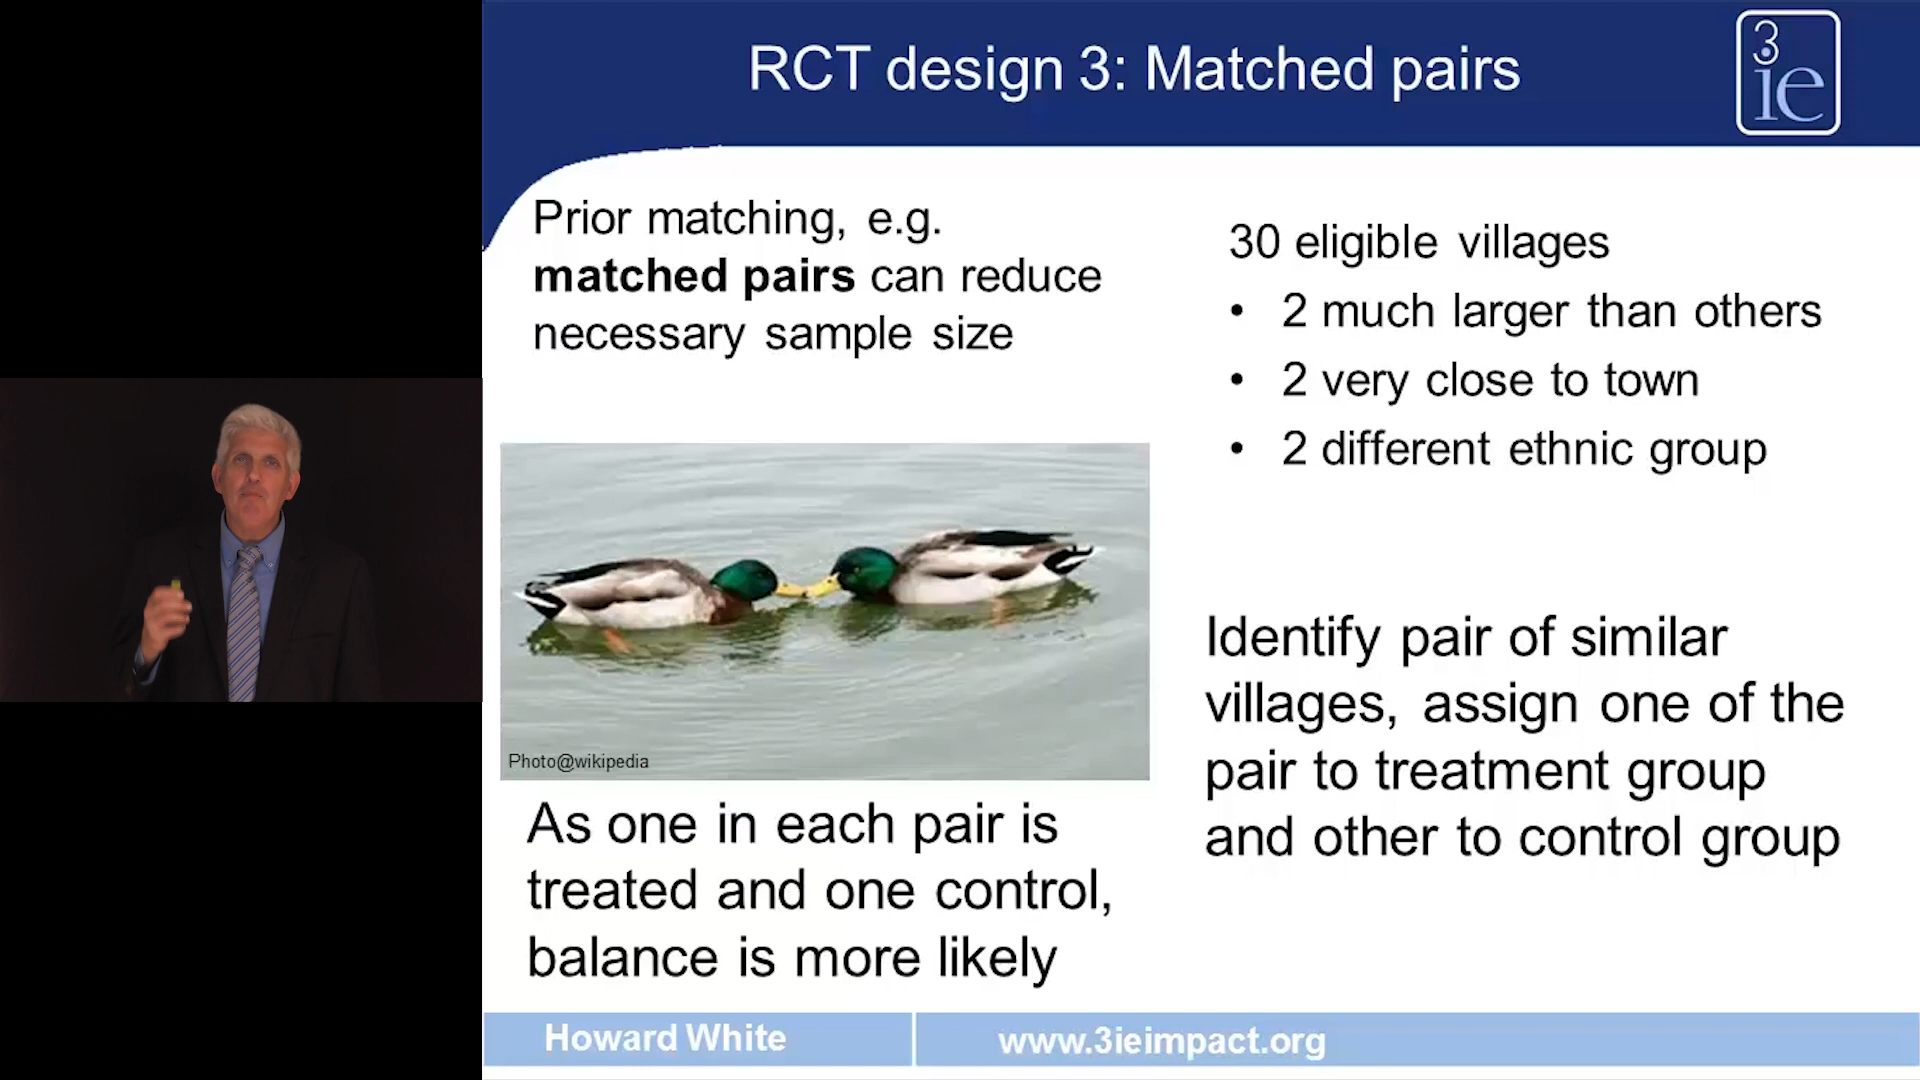 RCT design 3: Matched pairs
3
ie
Prior matching, e.g.
matched pairs can reduce
necessary sample size
Photo@wikipedia
As one in each pair is
treated and one control,
balance is more likely
30 eligible villages
• 2 much larger than others
• 2 very close to town
• 2 different ethnic group
Identify pair of similar
villages, assign one of the
pair to treatment group
and other to control group
Howard White
www.3ieimpact.org